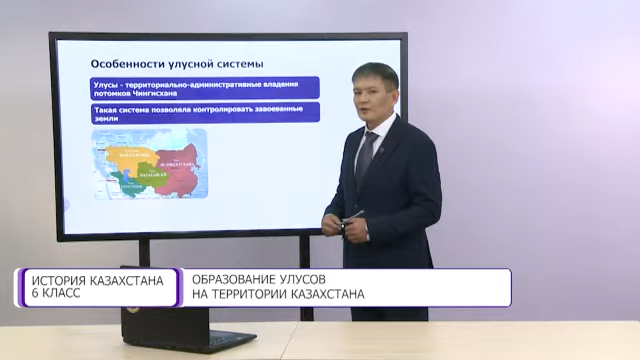 Особенности улусной системы
Улусы - территориально-административные владения
потомков Чингисхана
Такая система позволяла контролировать завоеванные
земли
ИСТОРИЯ КАЗАХСТАНА
6 КЛАСС
ОБРАЗОВАНИЕ УЛУСОВ
НА ТЕРРИТОРИИ КАЗАХСТАНА